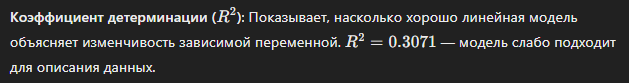 Коэффициент детерминации (R²): Показывает, насколько хорошо линейная модель
объясняет изменчивость зависимой переменной. R² = 0.3071 — модель слабо подходит
для описания данных.